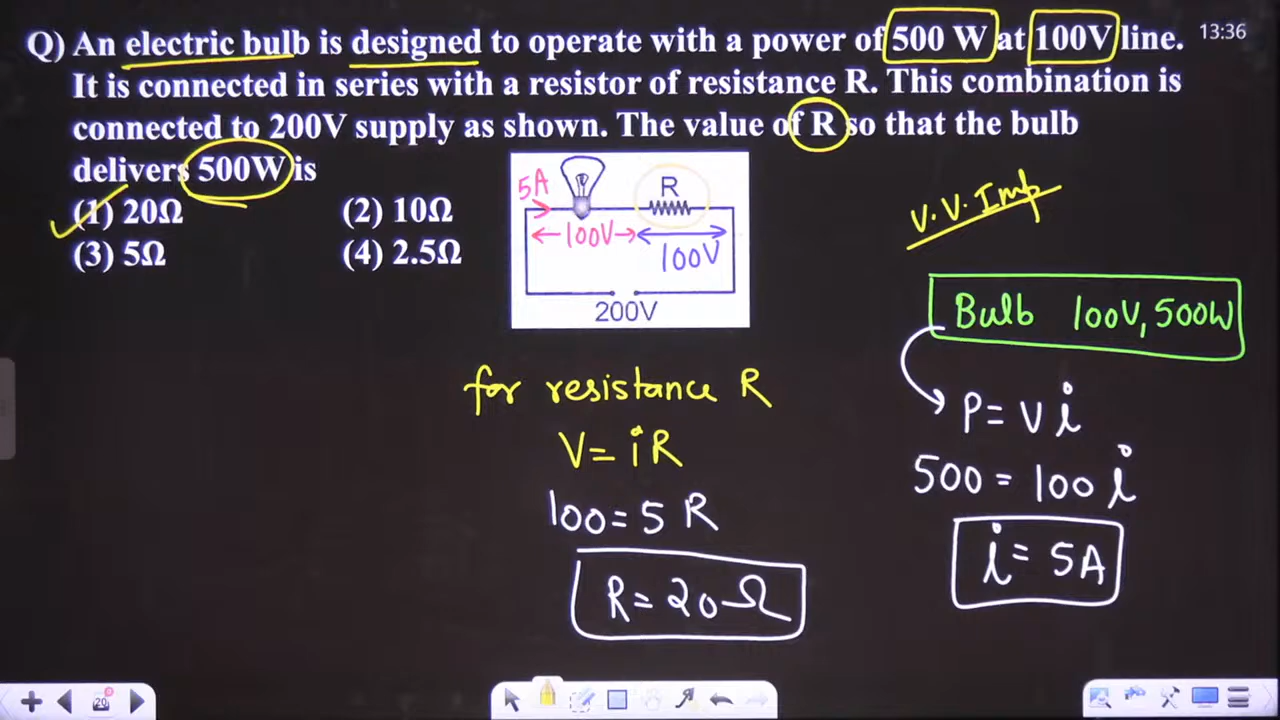 Q) An electric bulb is designed to operate with a power of 500 W at 100V line.
13:36
It is connected in series with a resistor of resistance R. This combination is
connected to 200V supply as shown. The value of R so that the bulb
delivers 500W is
(1) 20Ω (2) 10Ω
(3) 5Ω (4) 2.5Ω
5A R
100V 100V
200V
V.V. Imp
Bulb 100V, 500W
for resistance R
P = V i
V = i R
500 = 100 i
100 = 5 R
i = 5A
R = 20 Ω
20